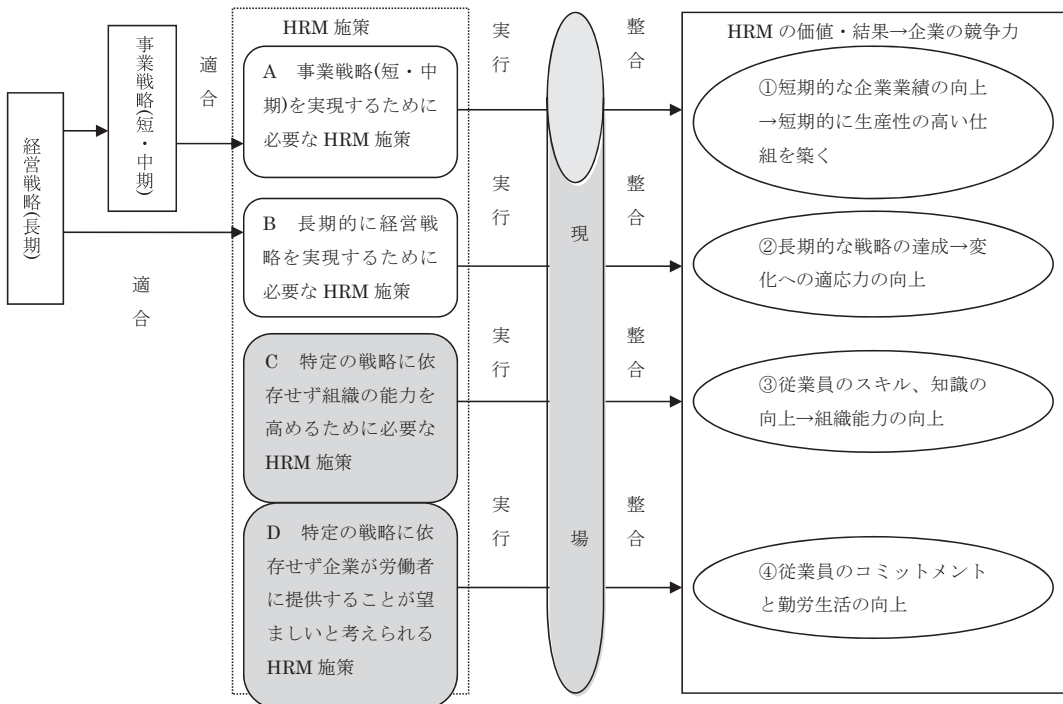 経営戦略(長期)
事業戦略(短・中期)
適合
適合
HRM 施策
A 事業戦略(短・中
期)を実現するために
必要な HRM 施策
B 長期的に経営戦
略を実現するために
必要な HRM 施策
C 特定の戦略に依
存せず組織の能力を
高めるために必要な
HRM 施策
D 特定の戦略に依
存せず企業が労働者
に提供することが望
ましいと考えられる
HRM 施策
実行
実行
実行
実行
現場
整合
整合
整合
整合
HRM の価値・結果→企業の競争力
①短期的な企業業績の向上
→短期的に生産性の高い仕
組を築く
②長期的な戦略の達成→変
化への適応力の向上
③従業員のスキル、知識の
向上→組織能力の向上
④従業員のコミットメント
と勤労生活の向上